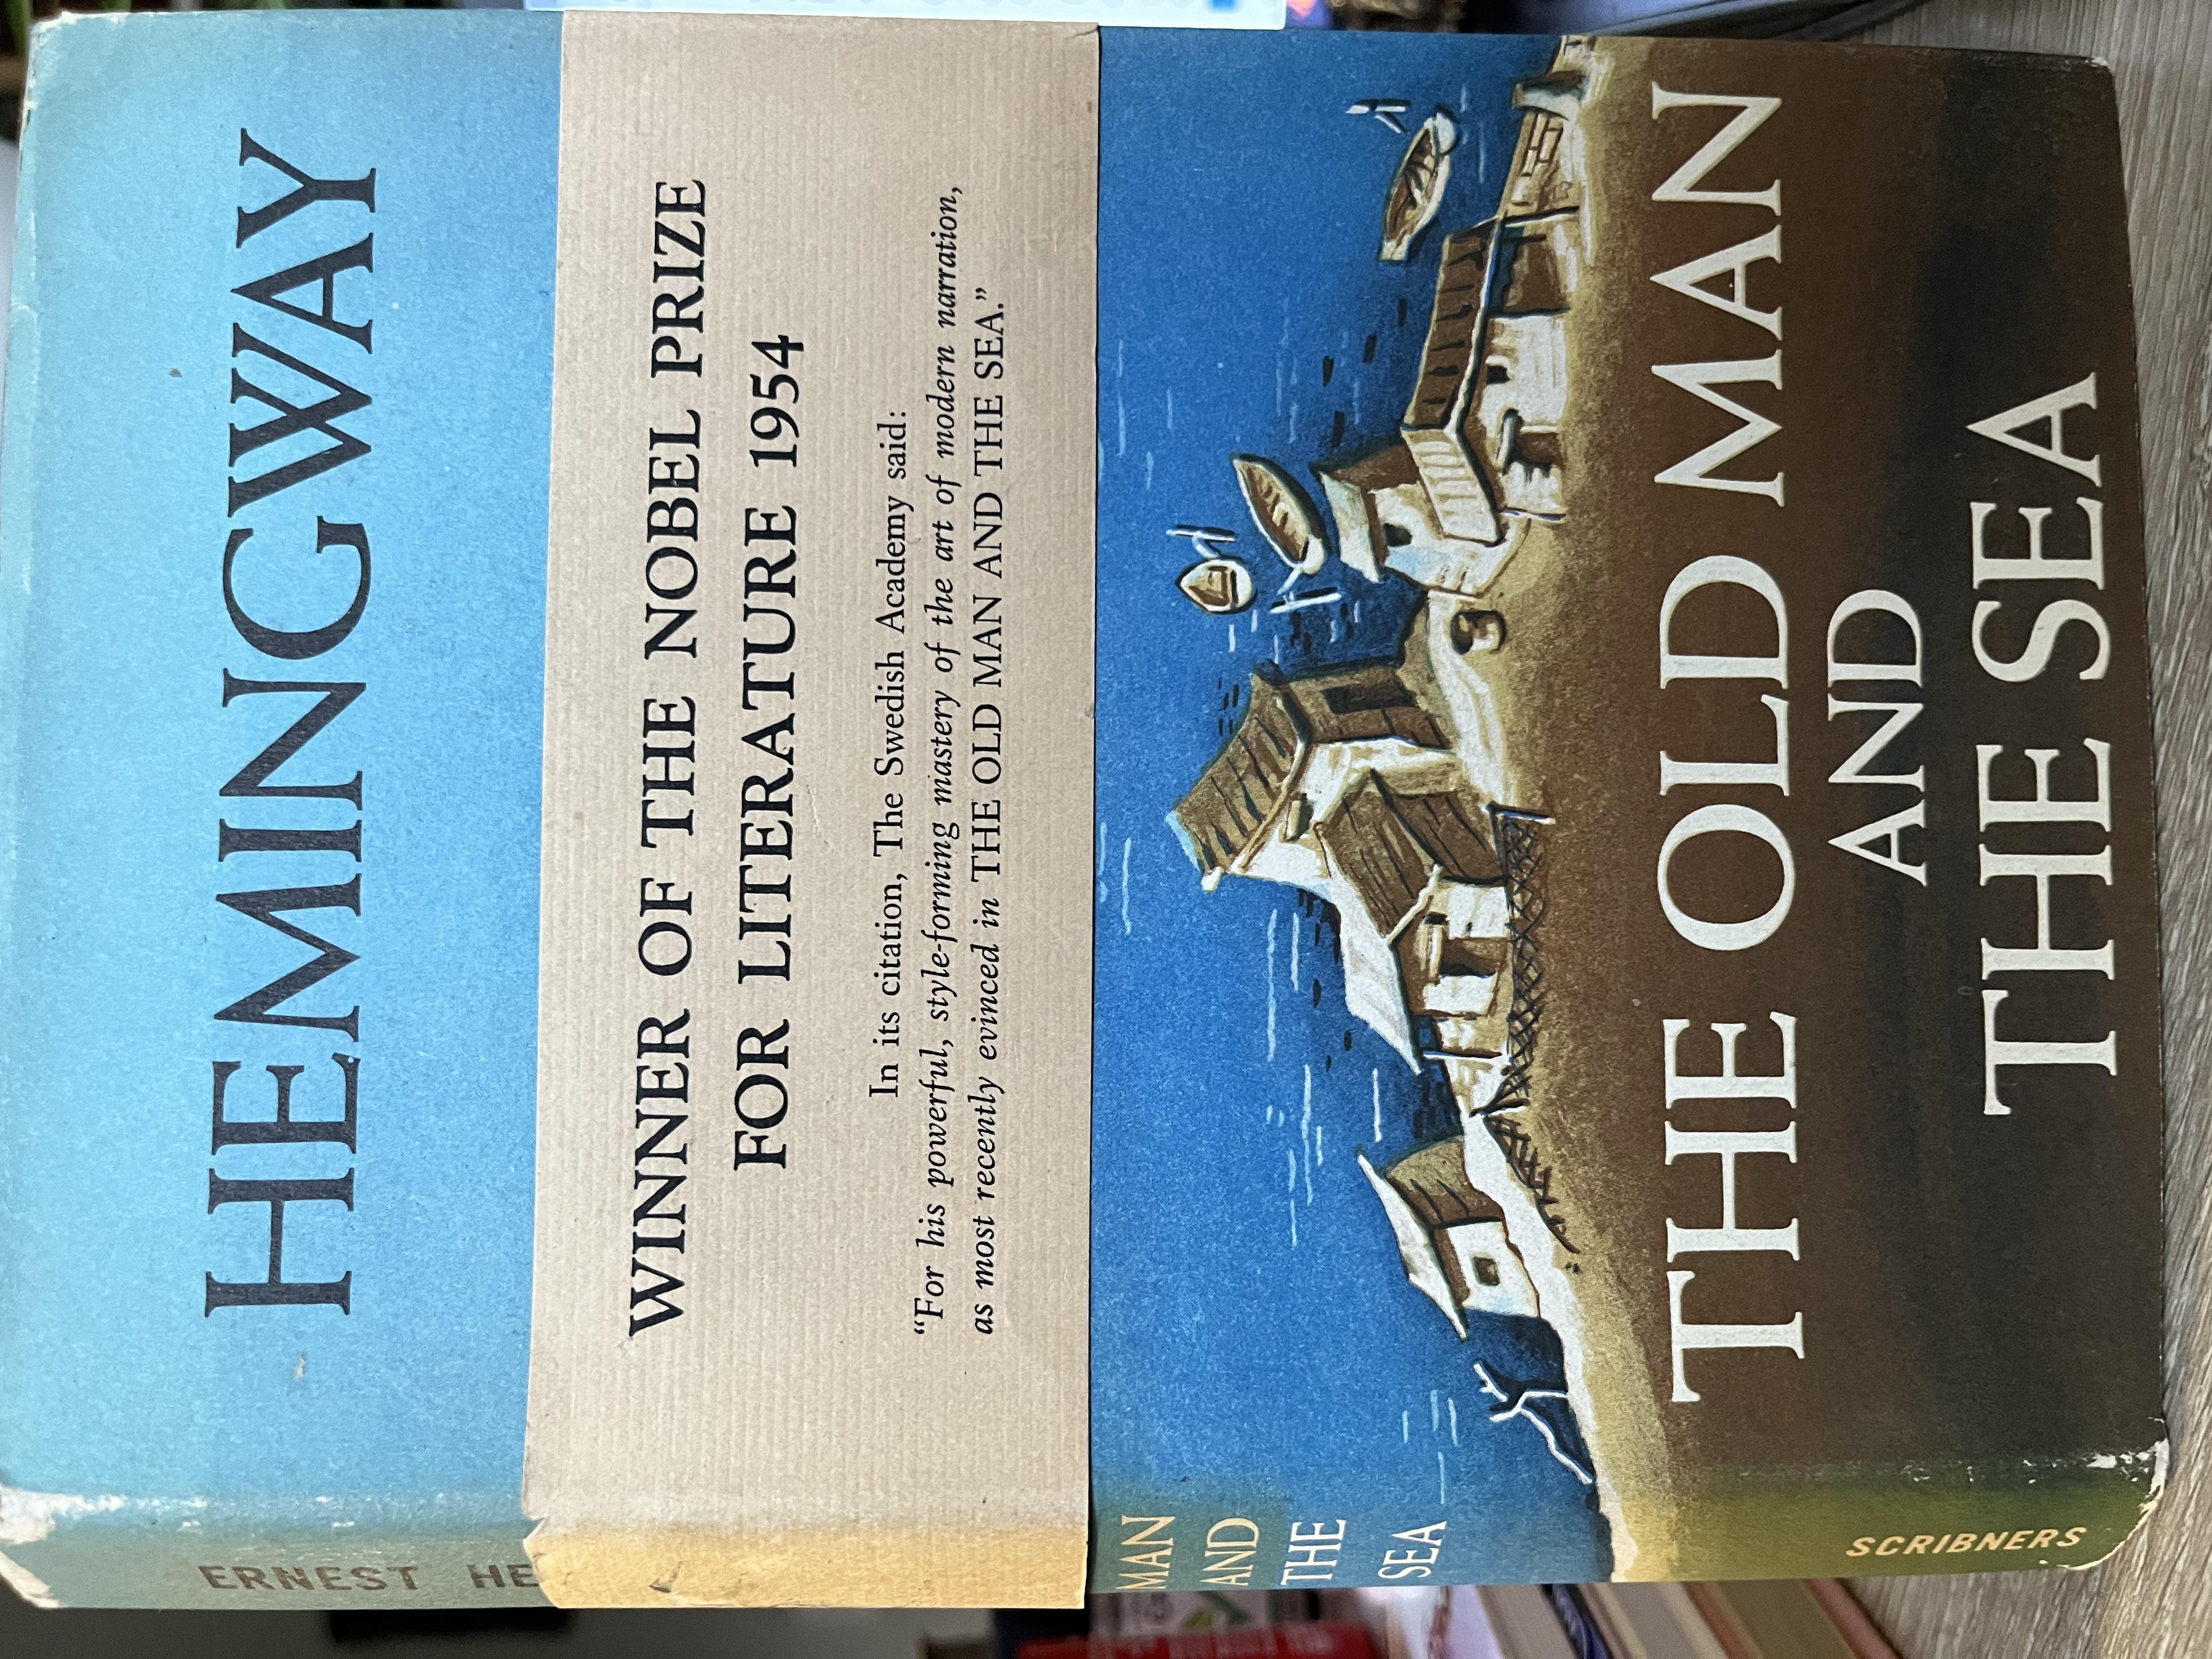 HEMINGWAY
WINNER OF THE NOBEL PRIZE
FOR LITERATURE 1954
In its citation, The Swedish Academy said:
“For his powerful, style-forming mastery of the art of modern narration,
as most recently evinced in THE OLD MAN AND THE SEA.”
THE OLD MAN
AND
THE SEA
ERNEST HE
MAN
AND
THE
SEA
SCRIBNERS